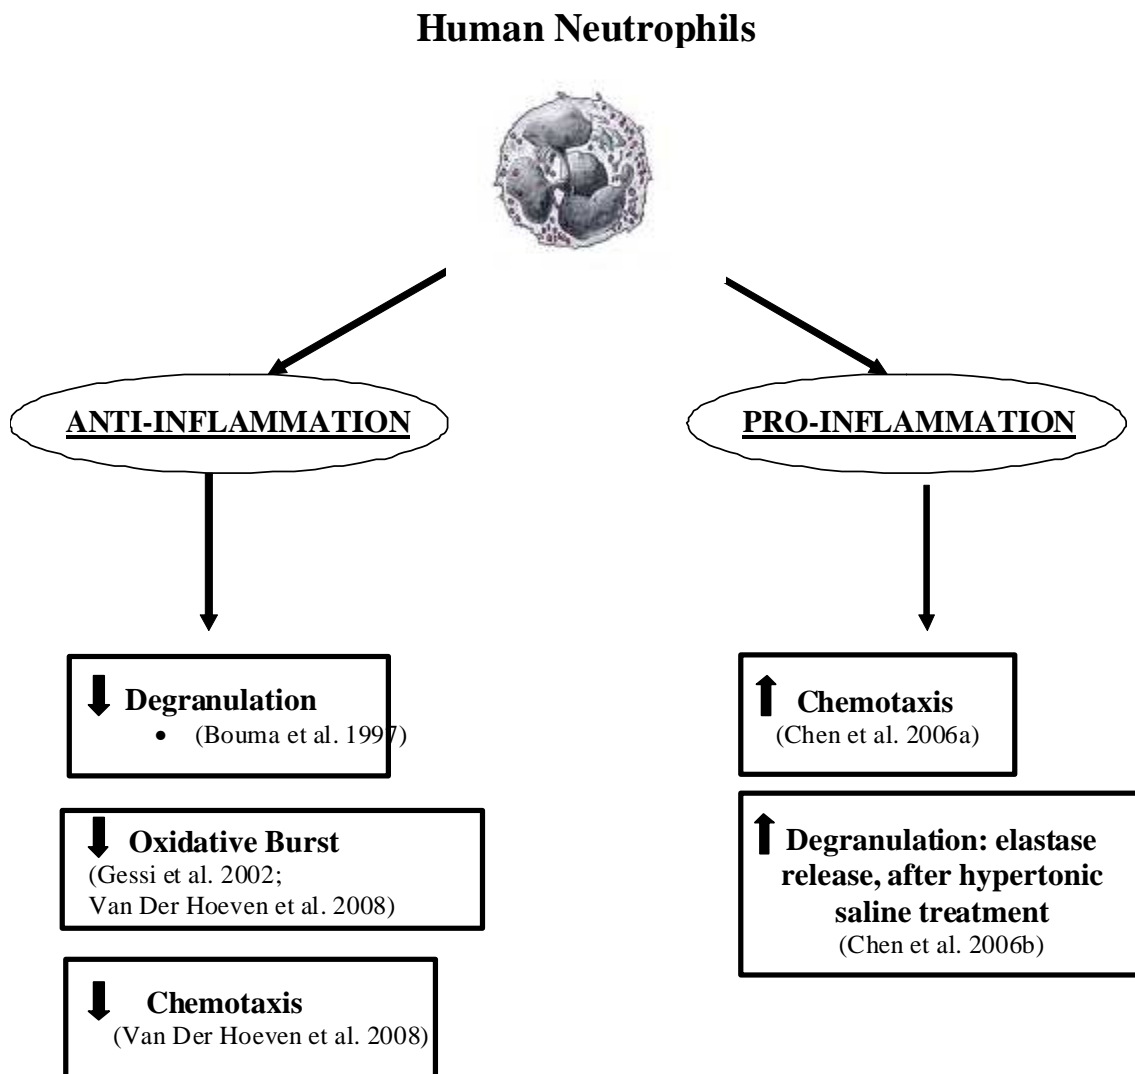 Human Neutrophils
ANTI-INFLAMMATION
PRO-INFLAMMATION
Degranulation
• (Bouma et al. 1997)
Oxidative Burst
(Gessi et al. 2002;
Van Der Hoeven et al. 2008)
Chemotaxis
(Van Der Hoeven et al. 2008)
Chemotaxis
(Chen et al. 2006a)
Degranulation: elastase
release, after hypertonic
saline treatment
(Chen et al. 2006b)